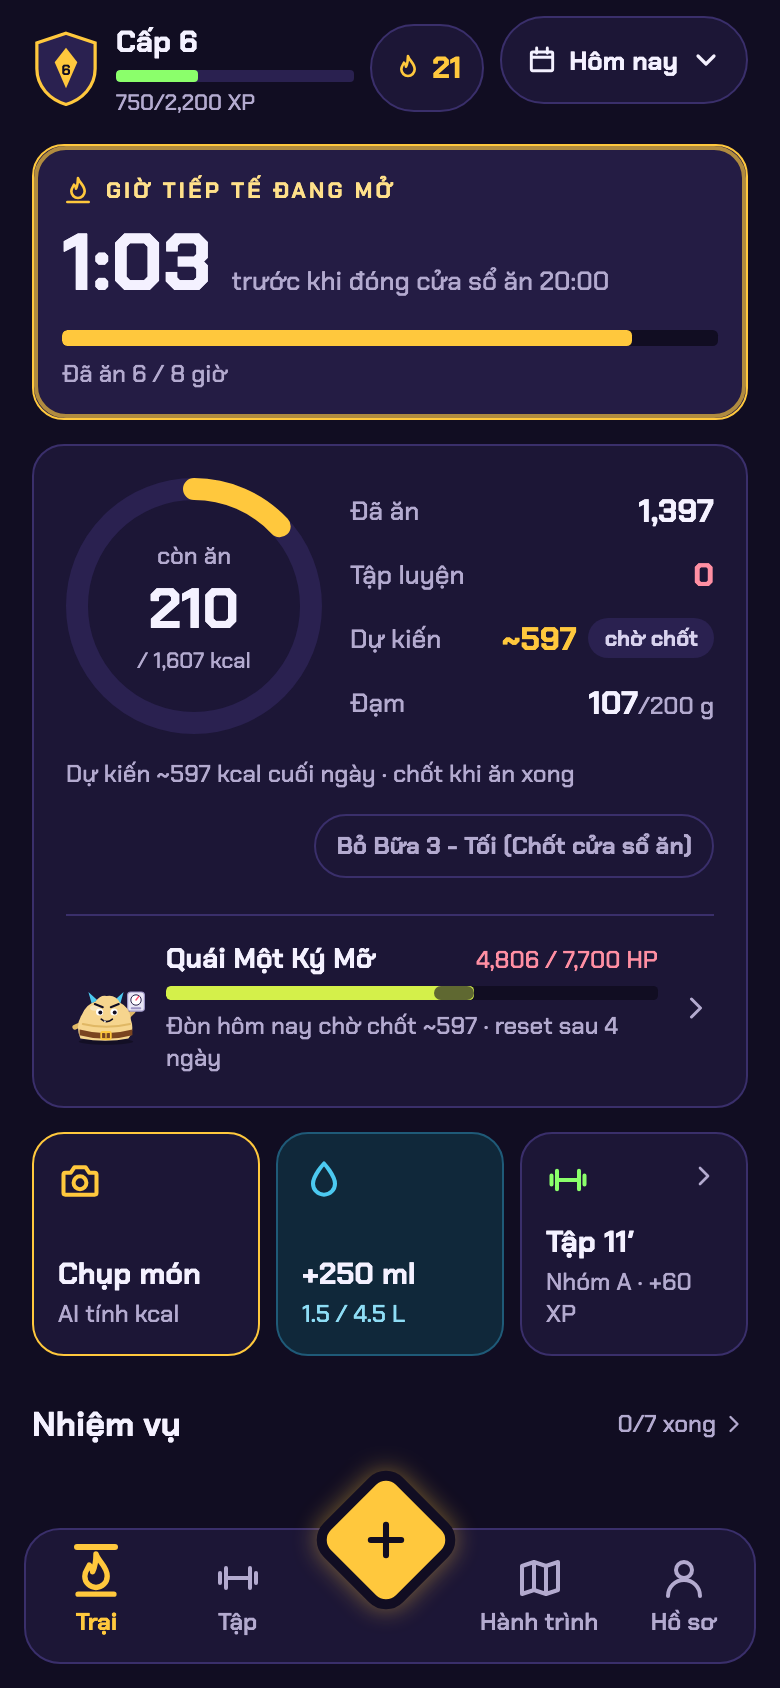 Cấp 6
6
750/2,200 XP
21
Hôm nay
GIỜ TIẾP TẾ ĐANG MỞ
1:03 trước khi đóng cửa sổ ăn 20:00
Đã ăn 6 / 8 giờ
còn ăn
210
/ 1,607 kcal
Đã ăn 1,397
Tập luyện 0
Dự kiến ~597 chờ chốt
Đạm 107/200 g
Dự kiến ~597 kcal cuối ngày · chốt khi ăn xong
Bỏ Bữa 3 - Tối (Chốt cửa sổ ăn)
Quái Một Ký Mỡ 4,806 / 7,700 HP
Đòn hôm nay chờ chốt ~597 · reset sau 4
ngày
Chụp món
AI tính kcal
+250 ml
1.5 / 4.5 L
Tập 11′
Nhóm A · +60
XP
Nhiệm vụ 0/7 xong
Trại
Tập
Hành trình
Hồ sơ